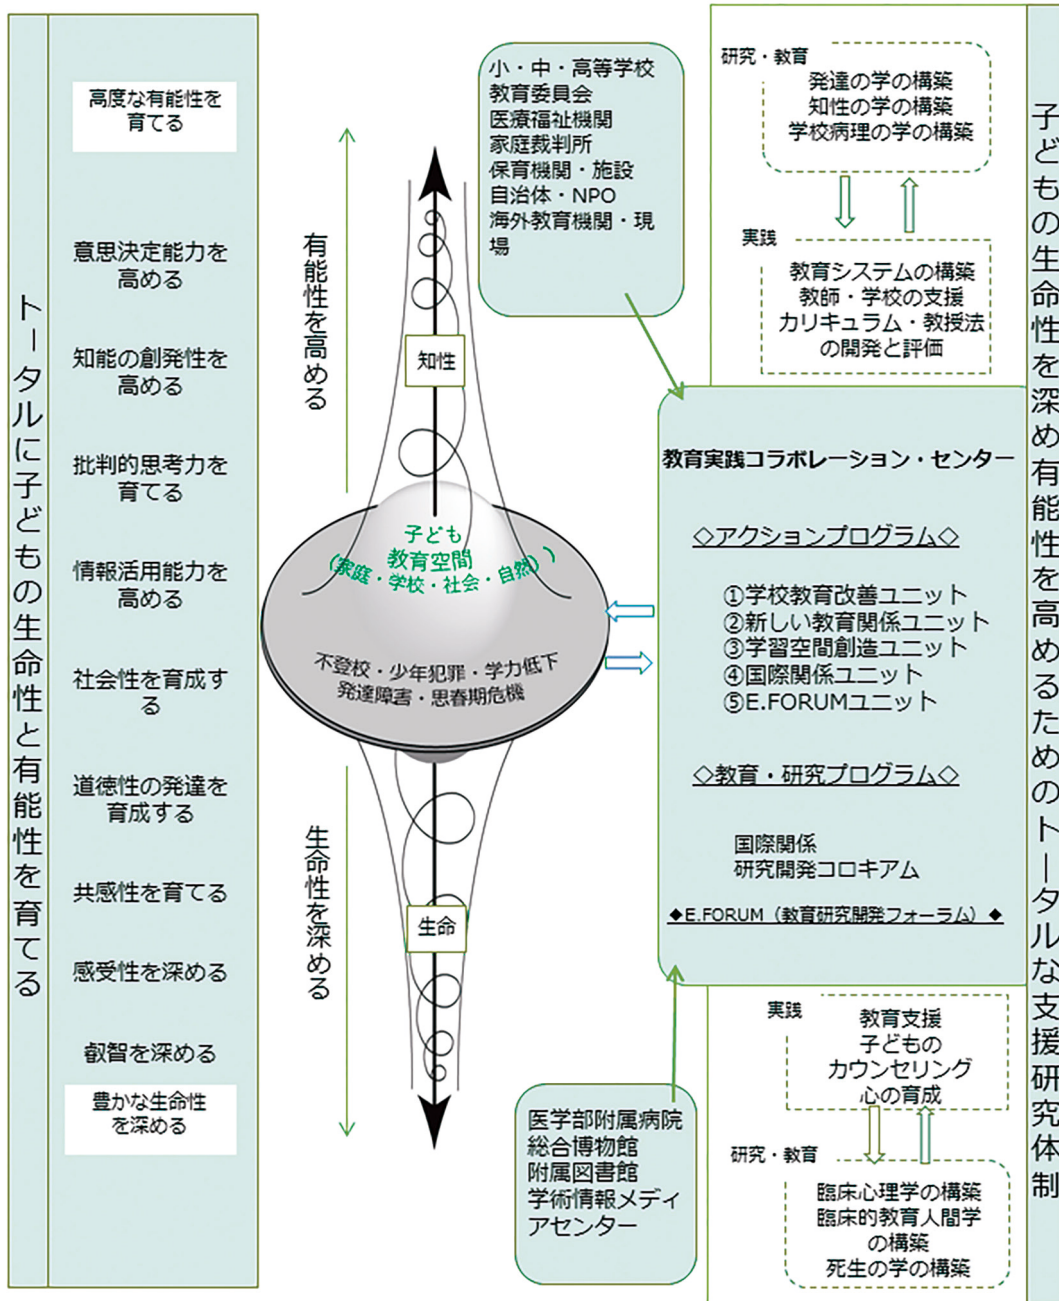 トータルに子どもの生命性と有能性を育てる
高度な有能性を
育てる
意思決定能力を
高める
知能の創発性を
高める
批判的思考力を
育てる
情報活用能力を
高める
社会性を育成す
る
道徳性の発達を
育成する
共感性を育てる
感受性を深める
叡智を深める
豊かな生命性
を深める
有能性を高める
知性
子ども
教育空間
(家庭・学校・社会・自然)
)
不登校・少年犯罪・学力低下
発達障害・思春期危機
生命性を深める
生命
小・中・高等学校
教育委員会
医療福祉機関
家庭裁判所
保育機関・施設
自治体・NPO
海外教育機関・現
場
研究・教育
発達の学の構築
知性の学の構築
学校病理の学の構築
実践
教育システムの構築
教師・学校の支援
カリキュラム・教授法
の開発と評価
教育実践コラボレーション・センター
◇アクションプログラム◇
①学校教育改善ユニット
②新しい教育関係ユニット
③学習空間創造ユニット
④国際関係ユニット
⑤E.FORUMユニット
◇教育・研究プログラム◇
国際関係
研究開発コロキアム
◆E.FORUM（教育研究開発フォーラム）◆
医学部附属病院
総合博物館
附属図書館
学術情報メディ
アセンター
実践
教育支援
子どもの
カウンセリング
心の育成
研究・教育
臨床心理学の構築
臨床的教育人間学
の構築
死生の学の構築
子どもの生命性を深め有能性を高めるためのトータルな支援研究体制